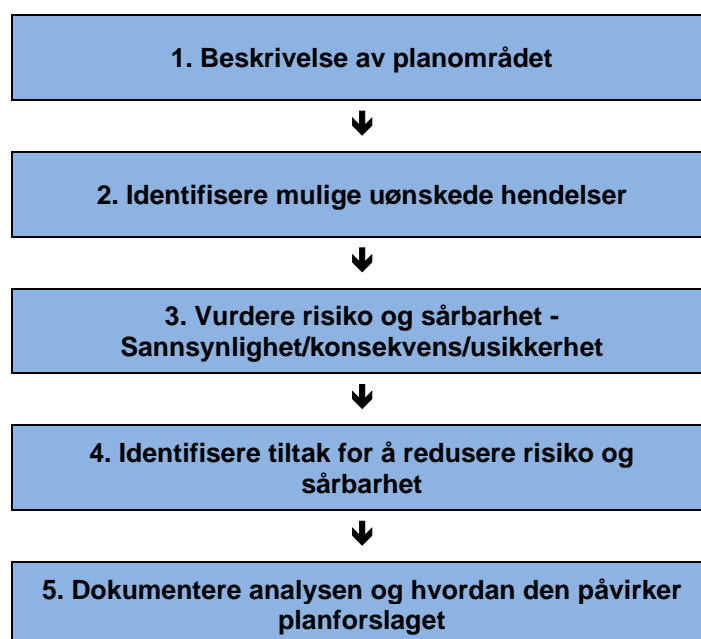 1. Beskrivelse av planområdet
2. Identifisere mulige uønskede hendelser
3. Vurdere risiko og sårbarhet -
Sannsynlighet/konsekvens/usikkerhet
4. Identifisere tiltak for å redusere risiko og
sårbarhet
5. Dokumentere analysen og hvordan den påvirker
planforslaget